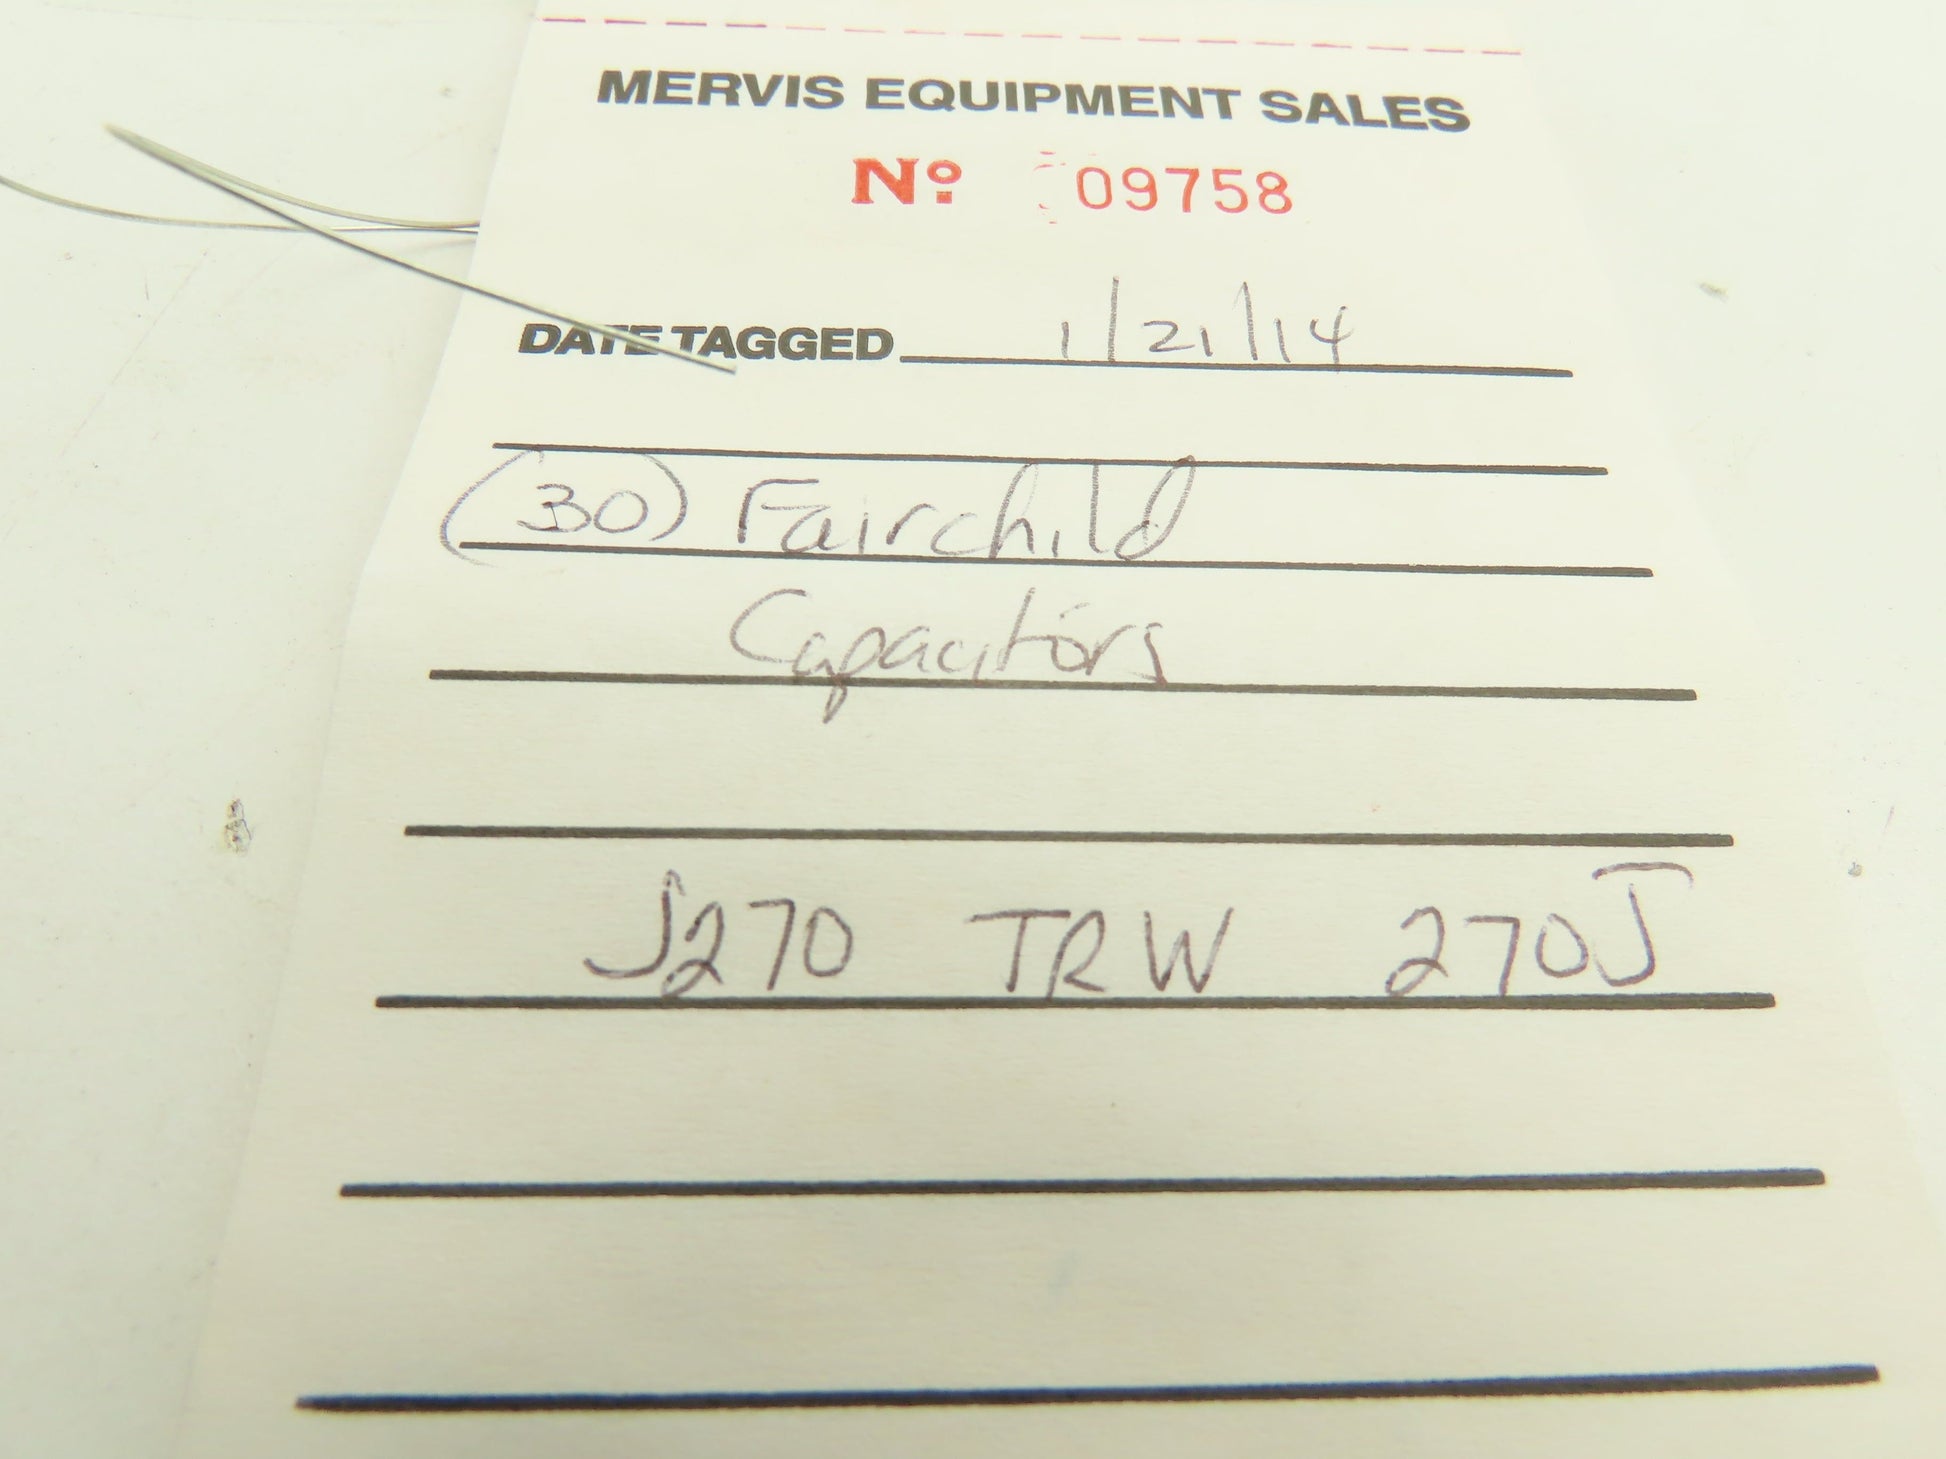 MERVIS EQUIPMENT SALES
Nº 09758
DATE TAGGED 1/21/14
(30) Fairchild
Capacitors
J270 TRW 270J